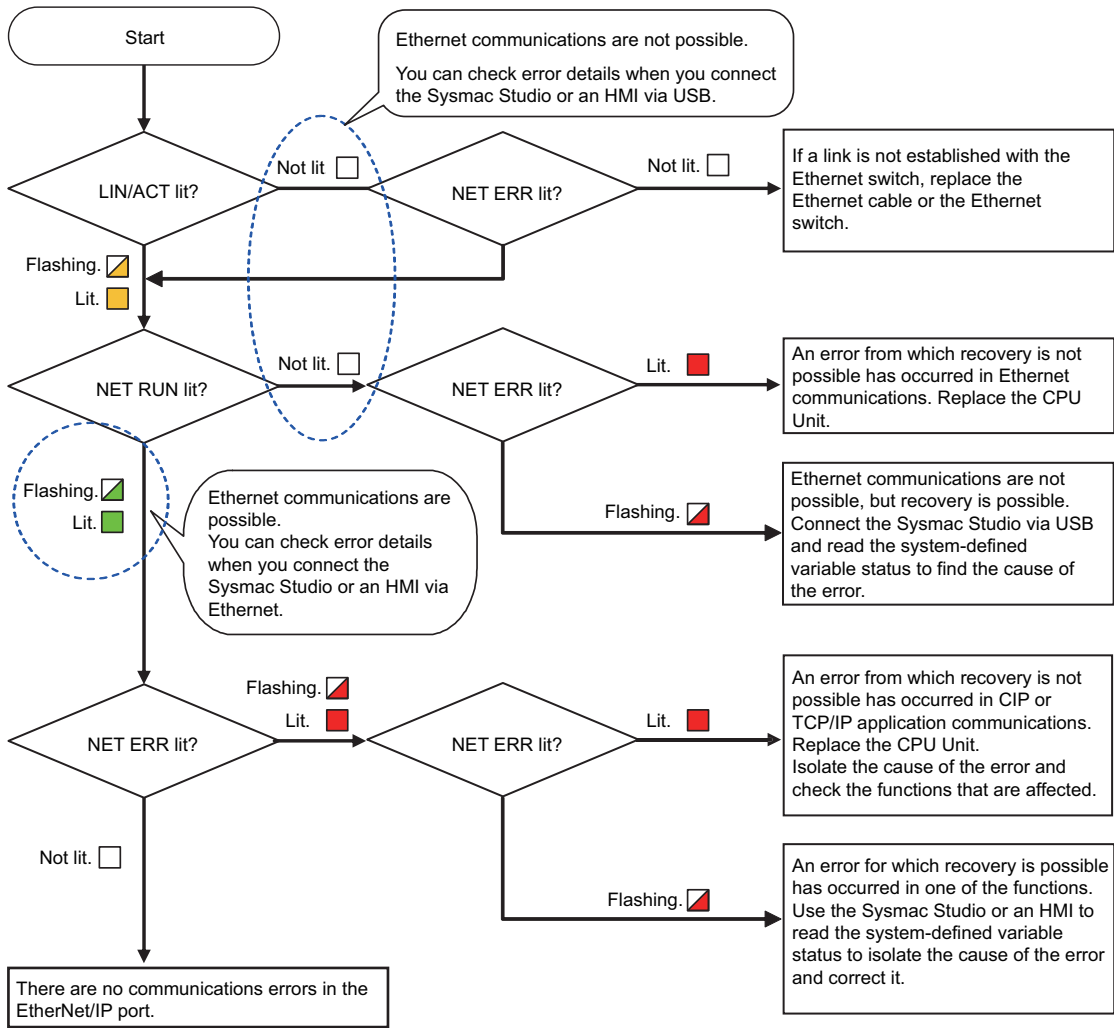 Start
Ethernet communications are not possible.
You can check error details when you connect
the Sysmac Studio or an HMI via USB.
LIN/ACT lit?
Not lit
NET ERR lit?
Not lit.
If a link is not established with the
Ethernet switch, replace the
Ethernet cable or the Ethernet
switch.
Flashing.
Lit.
NET RUN lit?
Not lit.
NET ERR lit?
Lit.
An error from which recovery is not
possible has occurred in Ethernet
communications. Replace the CPU
Unit.
Flashing.
Ethernet communications are not
possible, but recovery is possible.
Connect the Sysmac Studio via USB
and read the system-defined
variable status to find the cause of
the error.
Flashing.
Lit.
Ethernet communications are
possible.
You can check error details
when you connect the
Sysmac Studio or an HMI via
Ethernet.
NET ERR lit?
Flashing.
Lit.
NET ERR lit?
Lit.
An error from which recovery is not
possible has occurred in CIP or
TCP/IP application communications.
Replace the CPU Unit.
Isolate the cause of the error and
check the functions that are affected.
Not lit.
Flashing.
An error for which recovery is possible
has occurred in one of the functions.
Use the Sysmac Studio or an HMI to
read the system-defined variable
status to isolate the cause of the error
and correct it.
There are no communications errors in the
EtherNet/IP port.